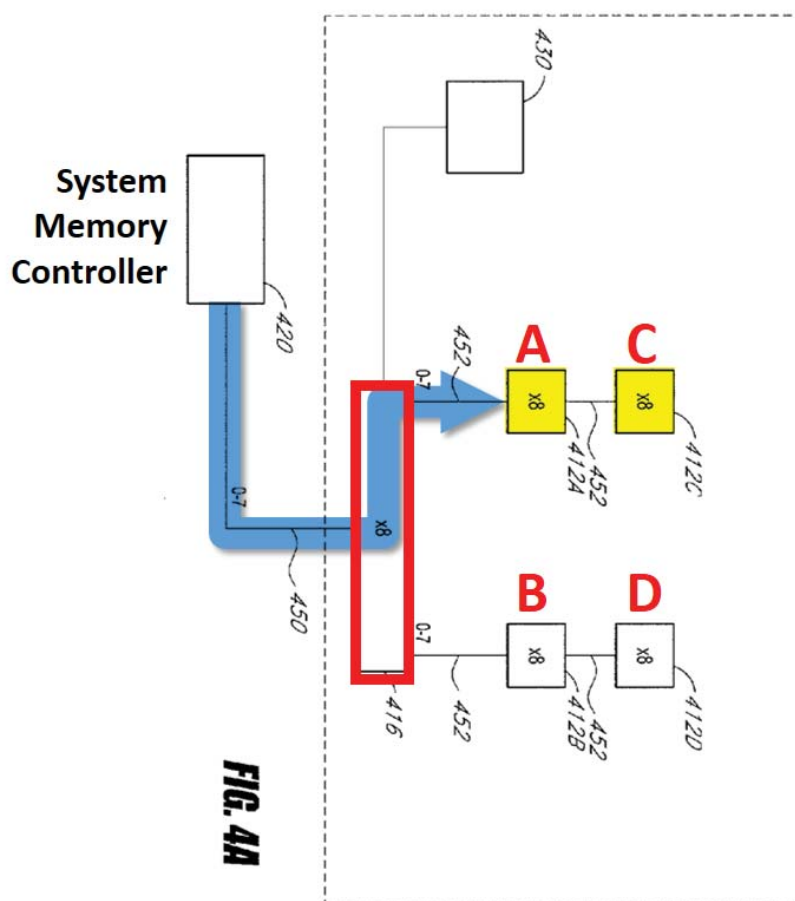 430
System
Memory
Controller
420
452
0-7
A
C
x8
x8
412A
452
412C
0-7
x8
450
B
D
0-7
x8
x8
416
452
412B
452
412D
FIG. 4A